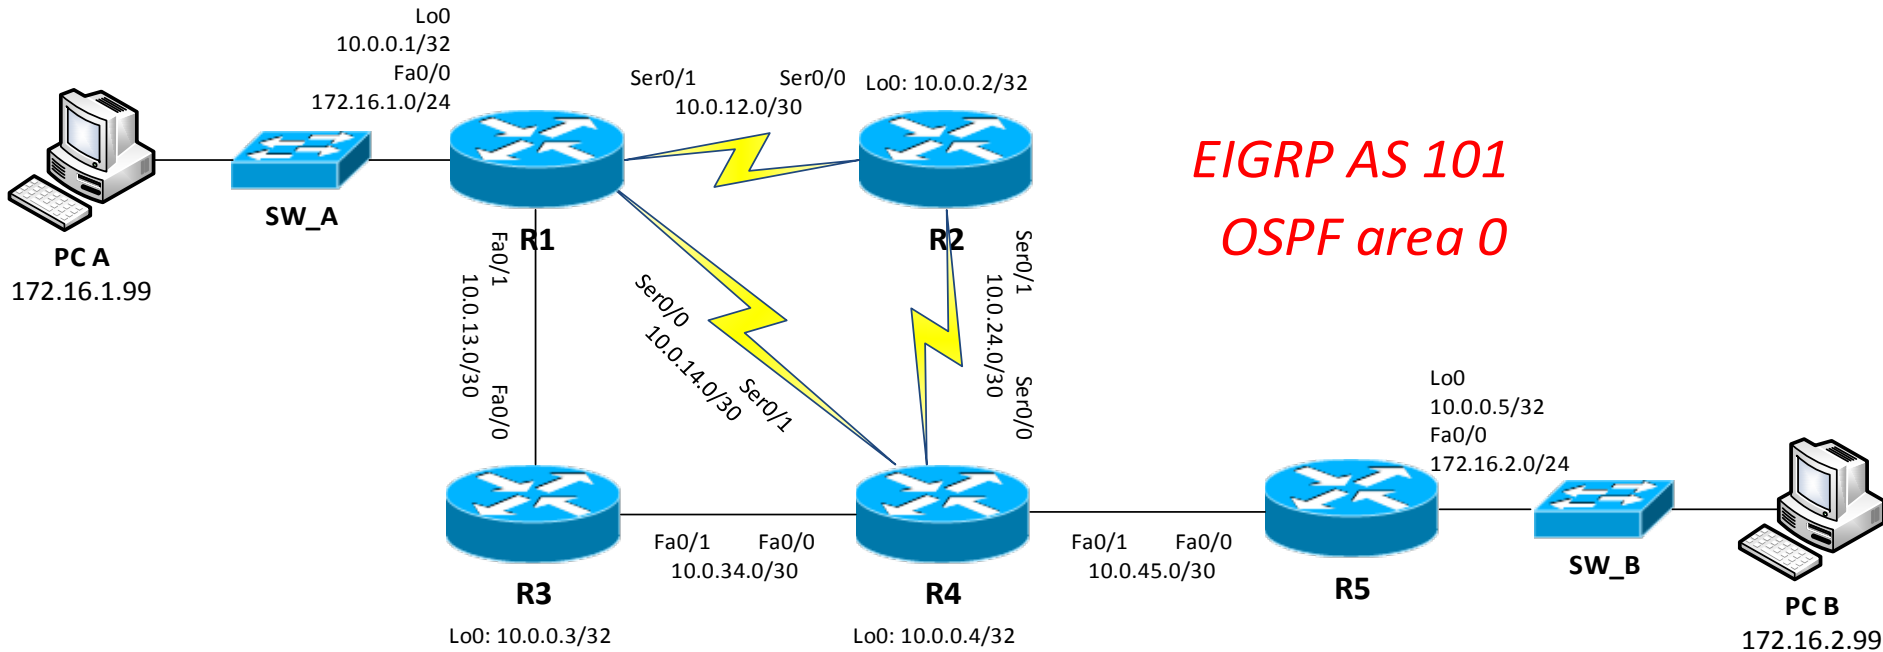 Lo0
10.0.0.1/32
Fa0/0
172.16.1.0/24
Ser0/1
Ser0/0
10.0.12.0/30
Lo0: 10.0.0.2/32
EIGRP AS 101
OSPF area 0
PC A
172.16.1.99
SW_A
R1
R2
Fa0/1
10.0.13.0/30
Fa0/0
Ser0/0
10.0.14.0/30
Ser0/1
Ser0/1
10.0.24.0/30
Ser0/0
Lo0
10.0.0.5/32
Fa0/0
172.16.2.0/24
Fa0/1
Fa0/0
10.0.34.0/30
Fa0/1
Fa0/0
10.0.45.0/30
R3
Lo0: 10.0.0.3/32
R4
Lo0: 10.0.0.4/32
R5
SW_B
PC B
172.16.2.99